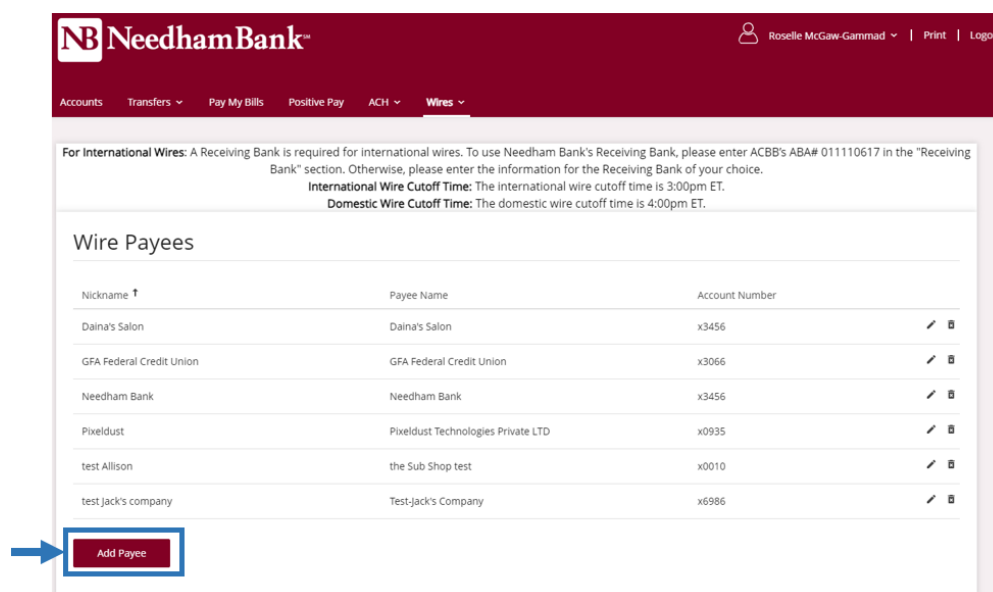 NB NeedhamBank SM
Roselle McGaw-Gammad | Print | Logo
Accounts Transfers Pay My Bills Positive Pay ACH Wires
For International Wires: A Receiving Bank is required for international wires. To use Needham Bank's Receiving Bank, please enter ACBB's ABA# 011110617 in the "Receiving
Bank" section. Otherwise, please enter the information for the Receiving Bank of your choice.
International Wire Cutoff Time: The international wire cutoff time is 3:00pm ET.
Domestic Wire Cutoff Time: The domestic wire cutoff time is 4:00pm ET.
Wire Payees
Nickname ↑ Payee Name Account Number
Daina's Salon Daina's Salon x3456
GFA Federal Credit Union GFA Federal Credit Union x3066
Needham Bank Needham Bank x3456
Pixeldust Pixeldust Technologies Private LTD x0935
test Allison the Sub Shop test x0010
test Jack's company Test-Jack's Company x6986
Add Payee